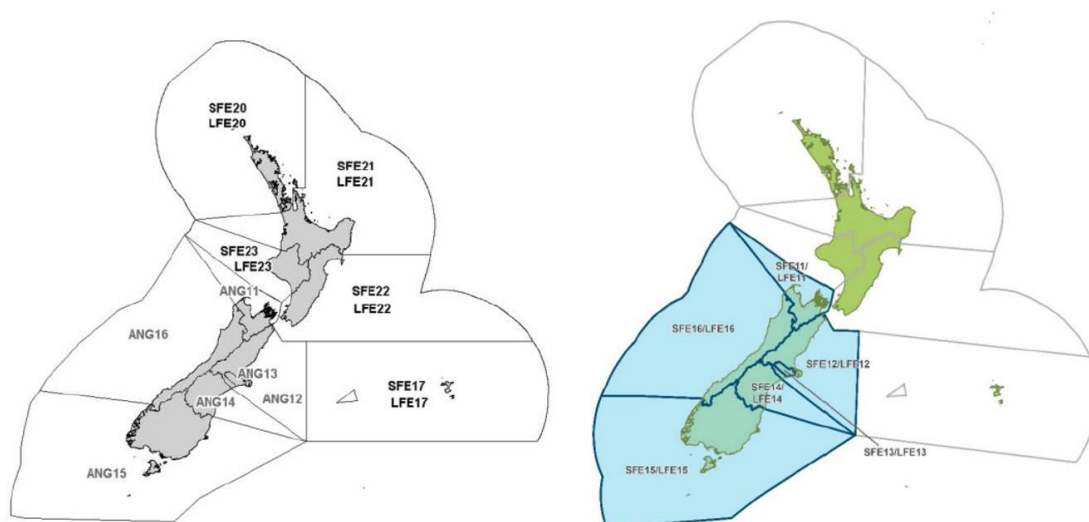 SFE20
LFE20
SFE21
LFE21
SFE23
LFE23
ANG11
SFE22
LFE22
ANG16
ANG13
ANG14
ANG12
SFE17
LFE17
ANG15
SFE11/
LFE11
SFE16/LFE16
SFE12/LFE12
SFE14/
LFE14
SFE13/LFE13
SFE15/LFE15